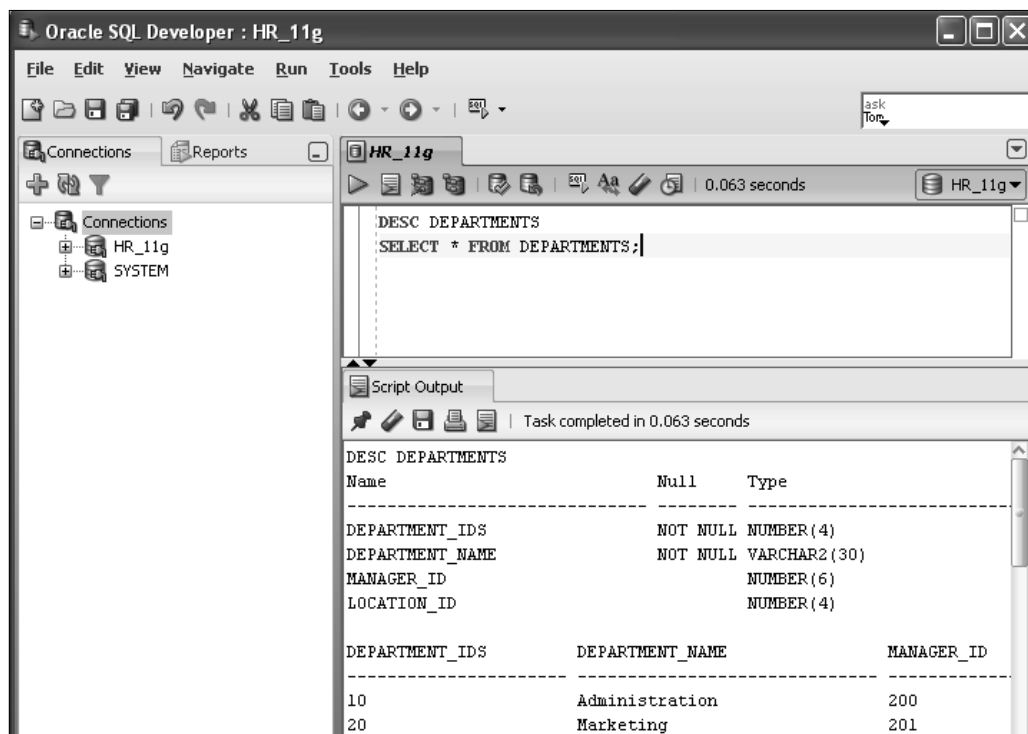 Oracle SQL Developer : HR_11g
File Edit View Navigate Run Tools Help
ask
Tom
Connections Reports
HR_11g
SQL Aa 0.063 seconds HR_11g
Connections
HR_11g
SYSTEM
DESC DEPARTMENTS
SELECT * FROM DEPARTMENTS;
Script Output
Task completed in 0.063 seconds
DESC DEPARTMENTS
Name Null Type
------------------------------ -------- ------------------------
DEPARTMENT_IDS NOT NULL NUMBER(4)
DEPARTMENT_NAME NOT NULL VARCHAR2(30)
MANAGER_ID NUMBER(6)
LOCATION_ID NUMBER(4)
DEPARTMENT_IDS DEPARTMENT_NAME MANAGER_ID
---------------------- ------------------------------ ------------
10 Administration 200
20 Marketing 201